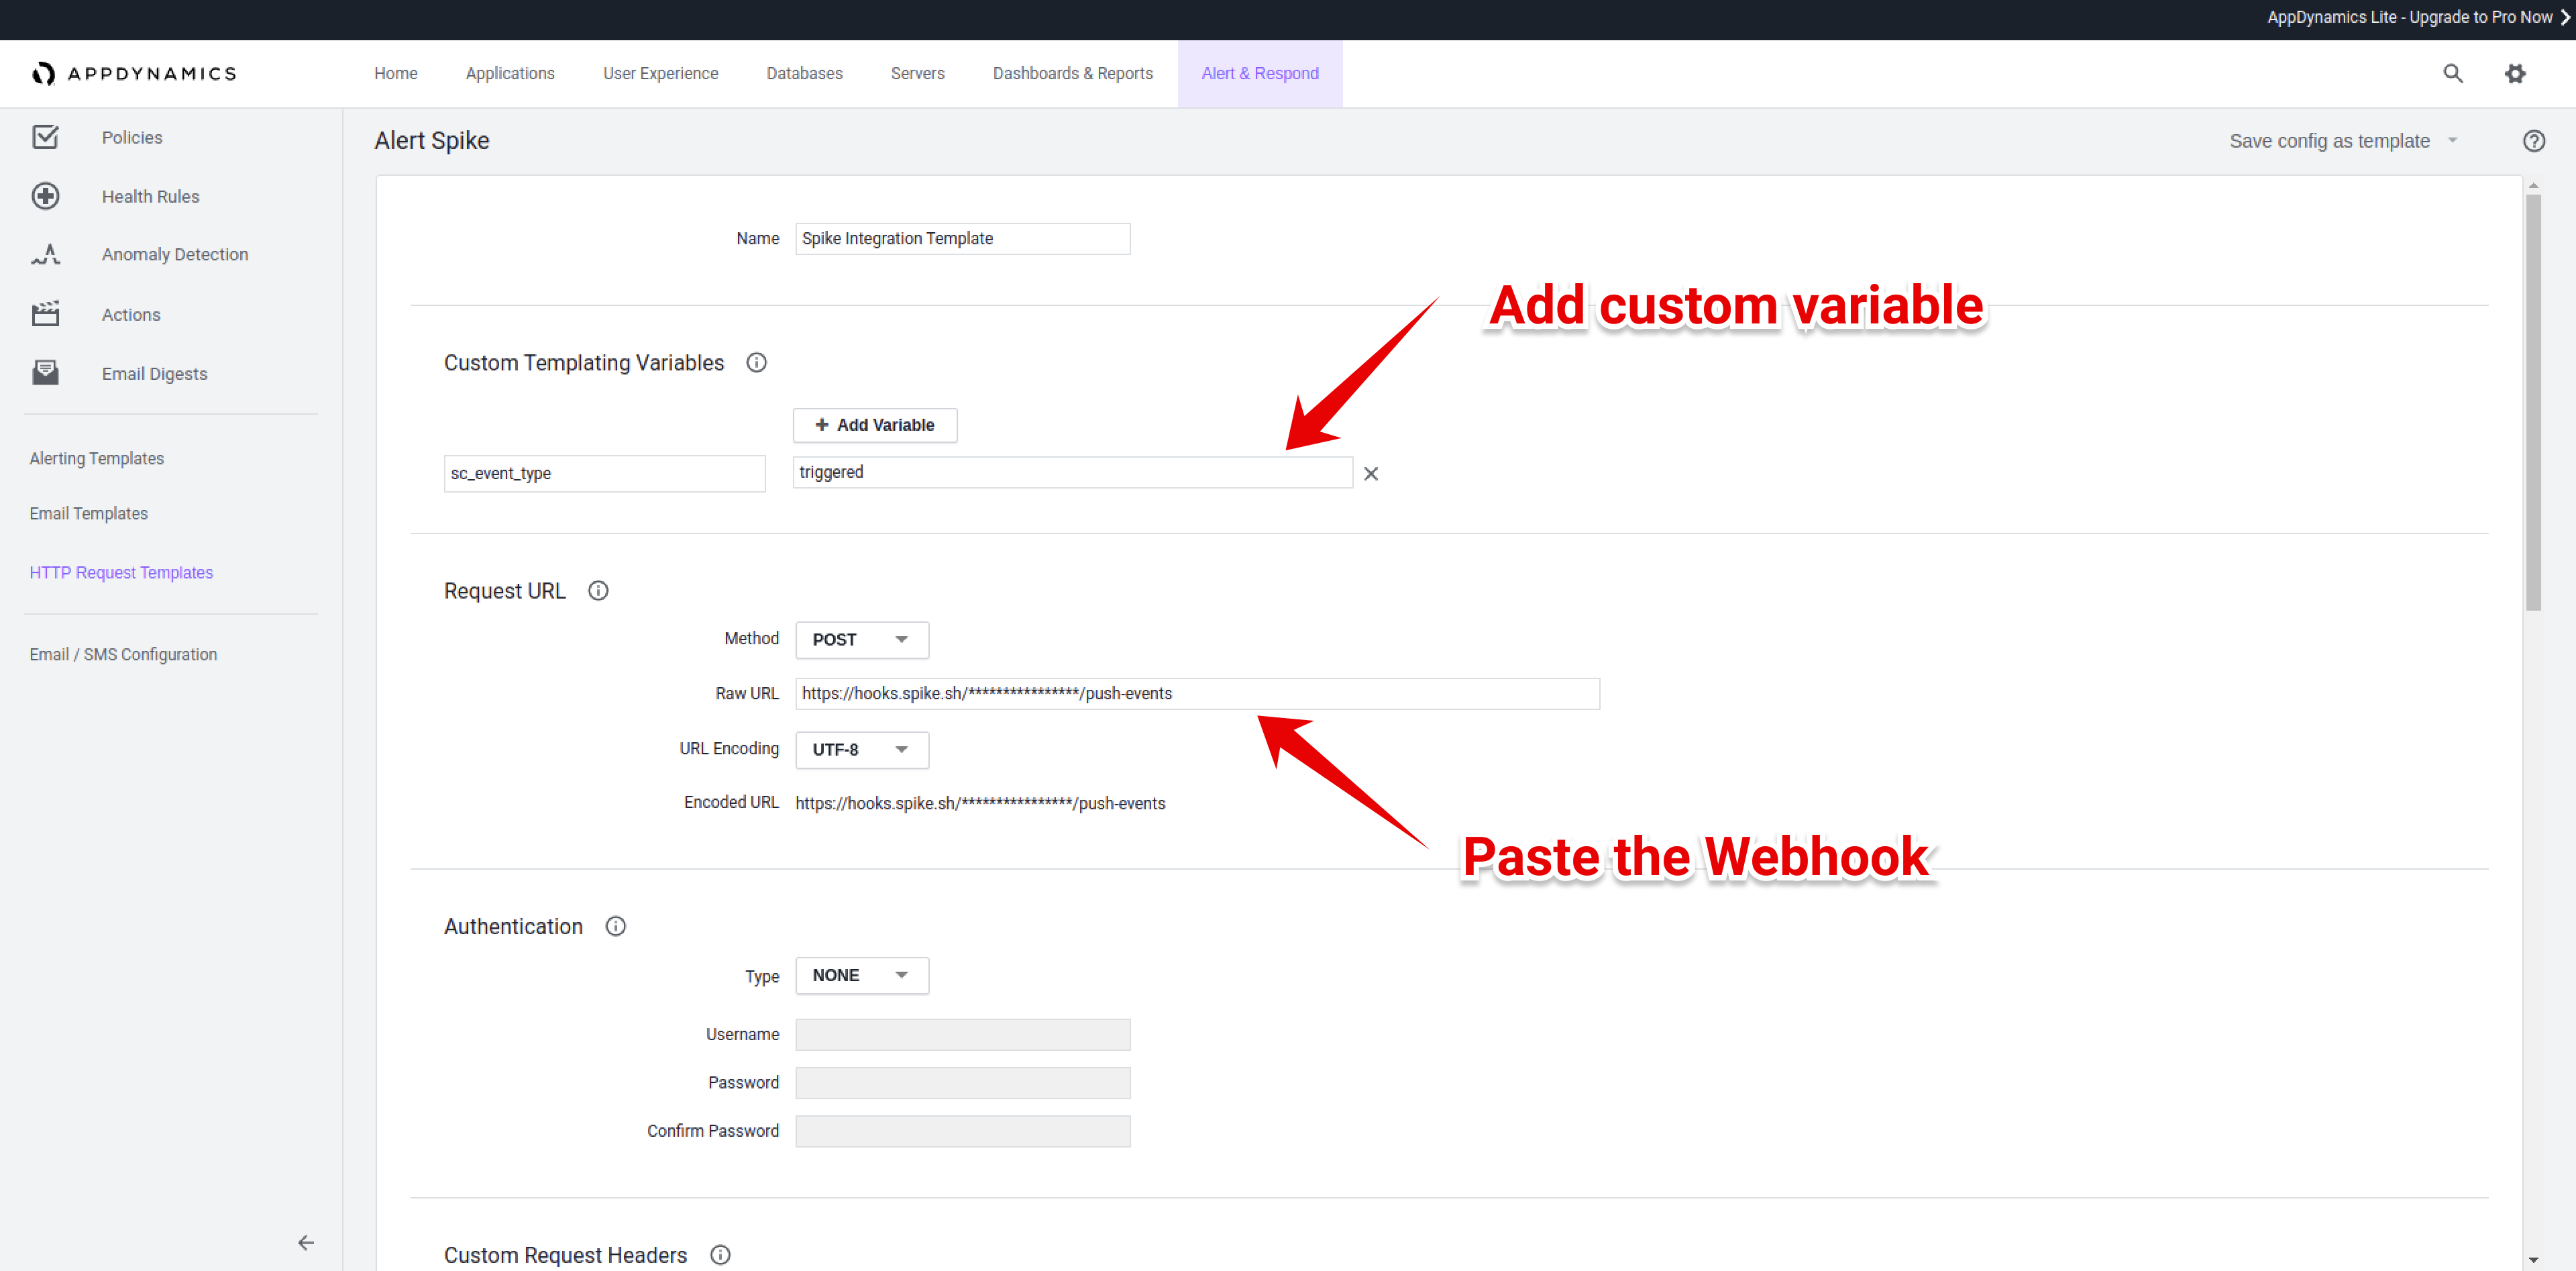 AppDynamics Lite - Upgrade to Pro Now
APPDYNAMICS
Home
Applications
User Experience
Databases
Servers
Dashboards & Reports
Alert & Respond
Policies
Health Rules
Anomaly Detection
Actions
Email Digests
Alerting Templates
Email Templates
HTTP Request Templates
Email / SMS Configuration
Alert Spike
Save config as template
Name
Spike Integration Template
Add custom variable
Custom Templating Variables
+ Add Variable
sc_event_type
triggered
Request URL
Method
POST
Raw URL
https://hooks.spike.sh/****************/push-events
URL Encoding
UTF-8
Encoded URL
https://hooks.spike.sh/****************/push-events
Paste the Webhook
Authentication
Type
NONE
Username
Password
Confirm Password
Custom Request Headers